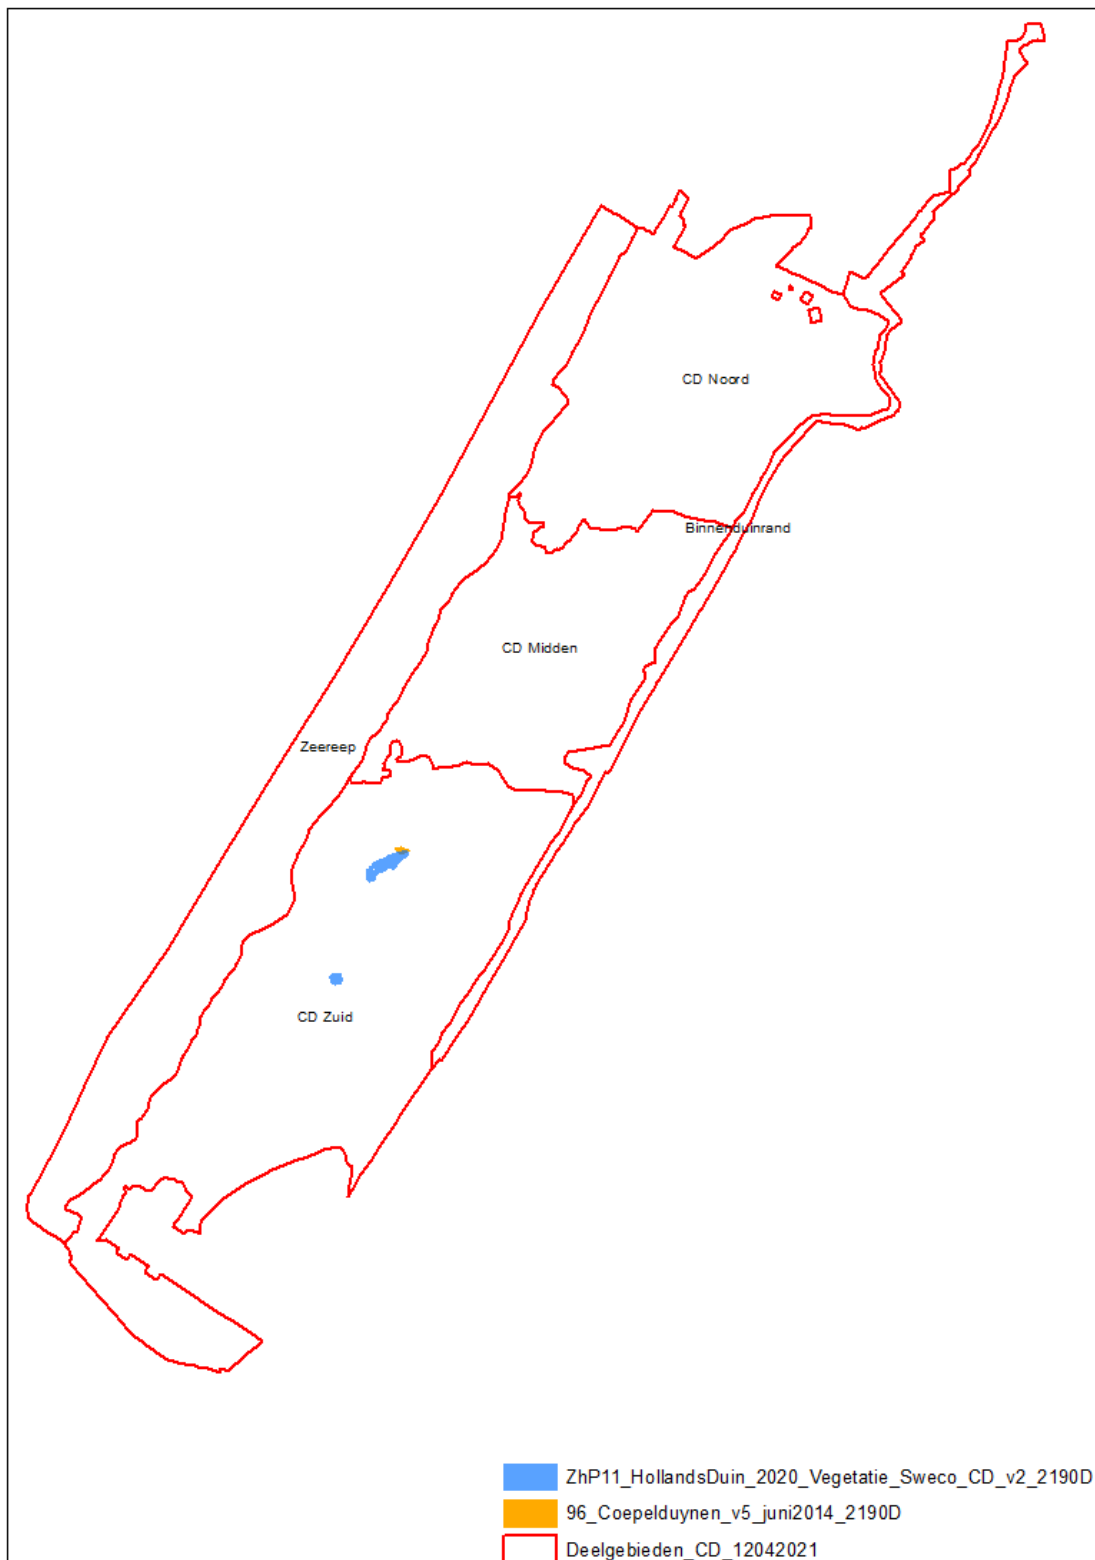 CD Noord
Binnenduinrand
CD Midden
Zeereep
CD Zuid
ZhP11_HollandsDuin_2020_Vegetatie_Sweco_CD_v2_2190D
96_Coepelduynen_v5_juni2014_2190D
Deelgebieden_CD_12042021